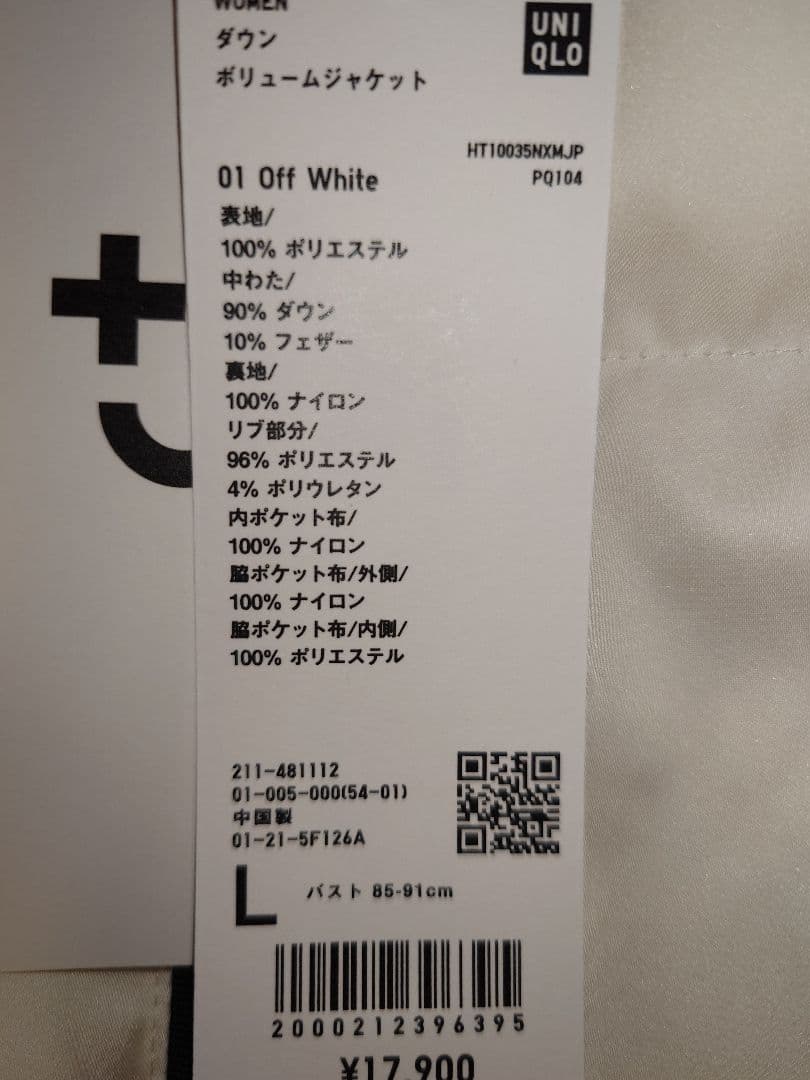 WOMEN
UNI
QLO
ダウン
ボリュームジャケット
HT10035NXMJP
PQ104
01 Off White
表地/
100% ポリエステル
中わた/
90% ダウン
10% フェザー
裏地/
100% ナイロン
リブ部分/
96% ポリエステル
4% ポリウレタン
内ポケット布/
100% ナイロン
脇ポケット布/外側/
100% ナイロン
脇ポケット布/内側/
100% ポリエステル
211-481112
01-005-000(54-01)
中国製
01-21-5F126A
L バスト 85-91cm
2000212396395
¥17,900
+J